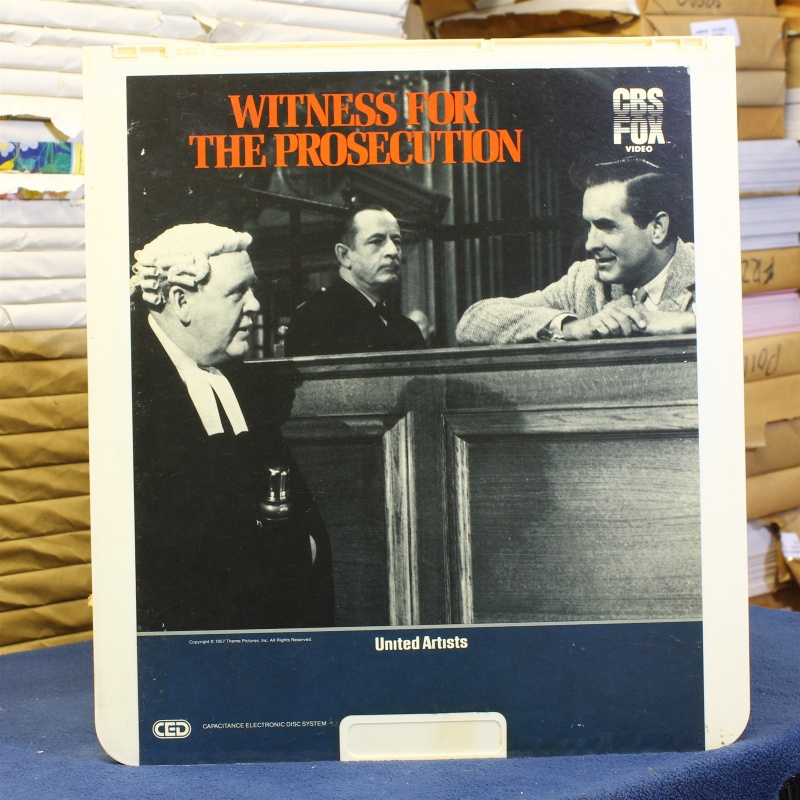 WITNESS FOR
THE PROSECUTION
CBS
FOX
VIDEO
Copyright © 1957 Theme Pictures, Inc. All Rights Reserved.
United Artists
CED
CAPACITANCE ELECTRONIC DISC SYSTEM